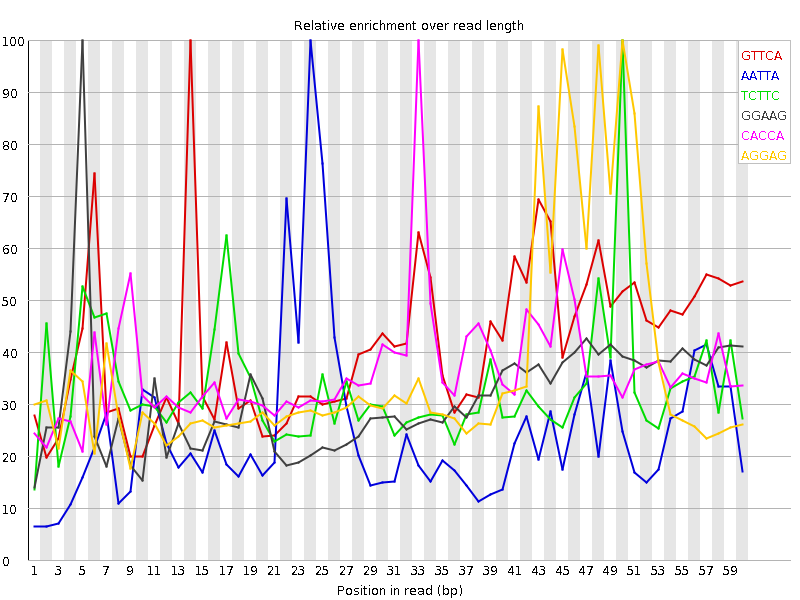 Relative enrichment over read length
100
90
80
70
60
50
40
30
20
10
0
GTTCA
AATTA
TCTTC
GGAAG
CACCA
AGGAG
1 3 5 7 9 11 13 15 17 19 21 23 25 27 29 31 33 35 37 39 41 43 45 47 49 51 53 55 57 59
Position in read (bp)